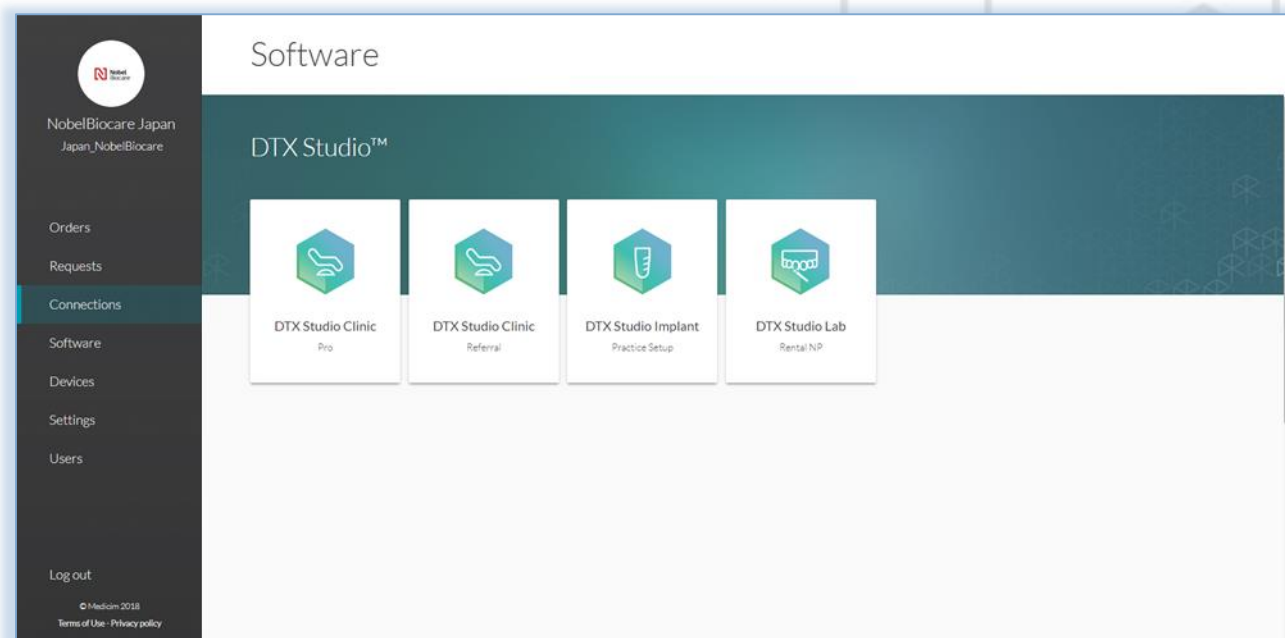 Nobel
Biocare
NobelBiocare Japan
Japan_NobelBiocare
Orders
Requests
Connections
Software
Devices
Settings
Users
Log out
© Medicim 2018
Terms of Use - Privacy policy
Software
DTX Studio™
DTX Studio Clinic
Pro
DTX Studio Clinic
Referral
DTX Studio Implant
Practice Setup
DTX Studio Lab
Rental NP